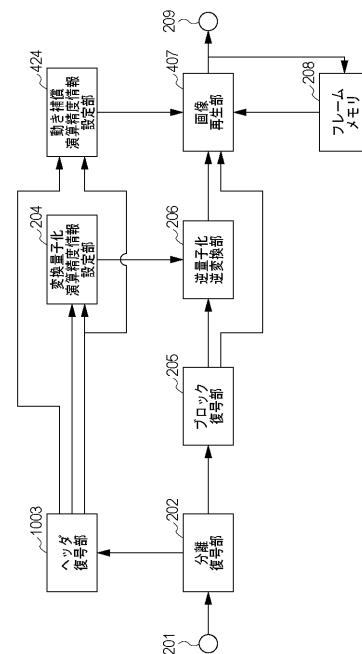 201
202
分離
復号部
1003
ヘッダ
復号部
205
ブロック
復号部
204
変換量子化
演算精度情報
設定部
206
逆量子化
逆変換部
424
動き補償
演算精度情報
設定部
407
画像
再生部
208
フレーム
メモリ
209